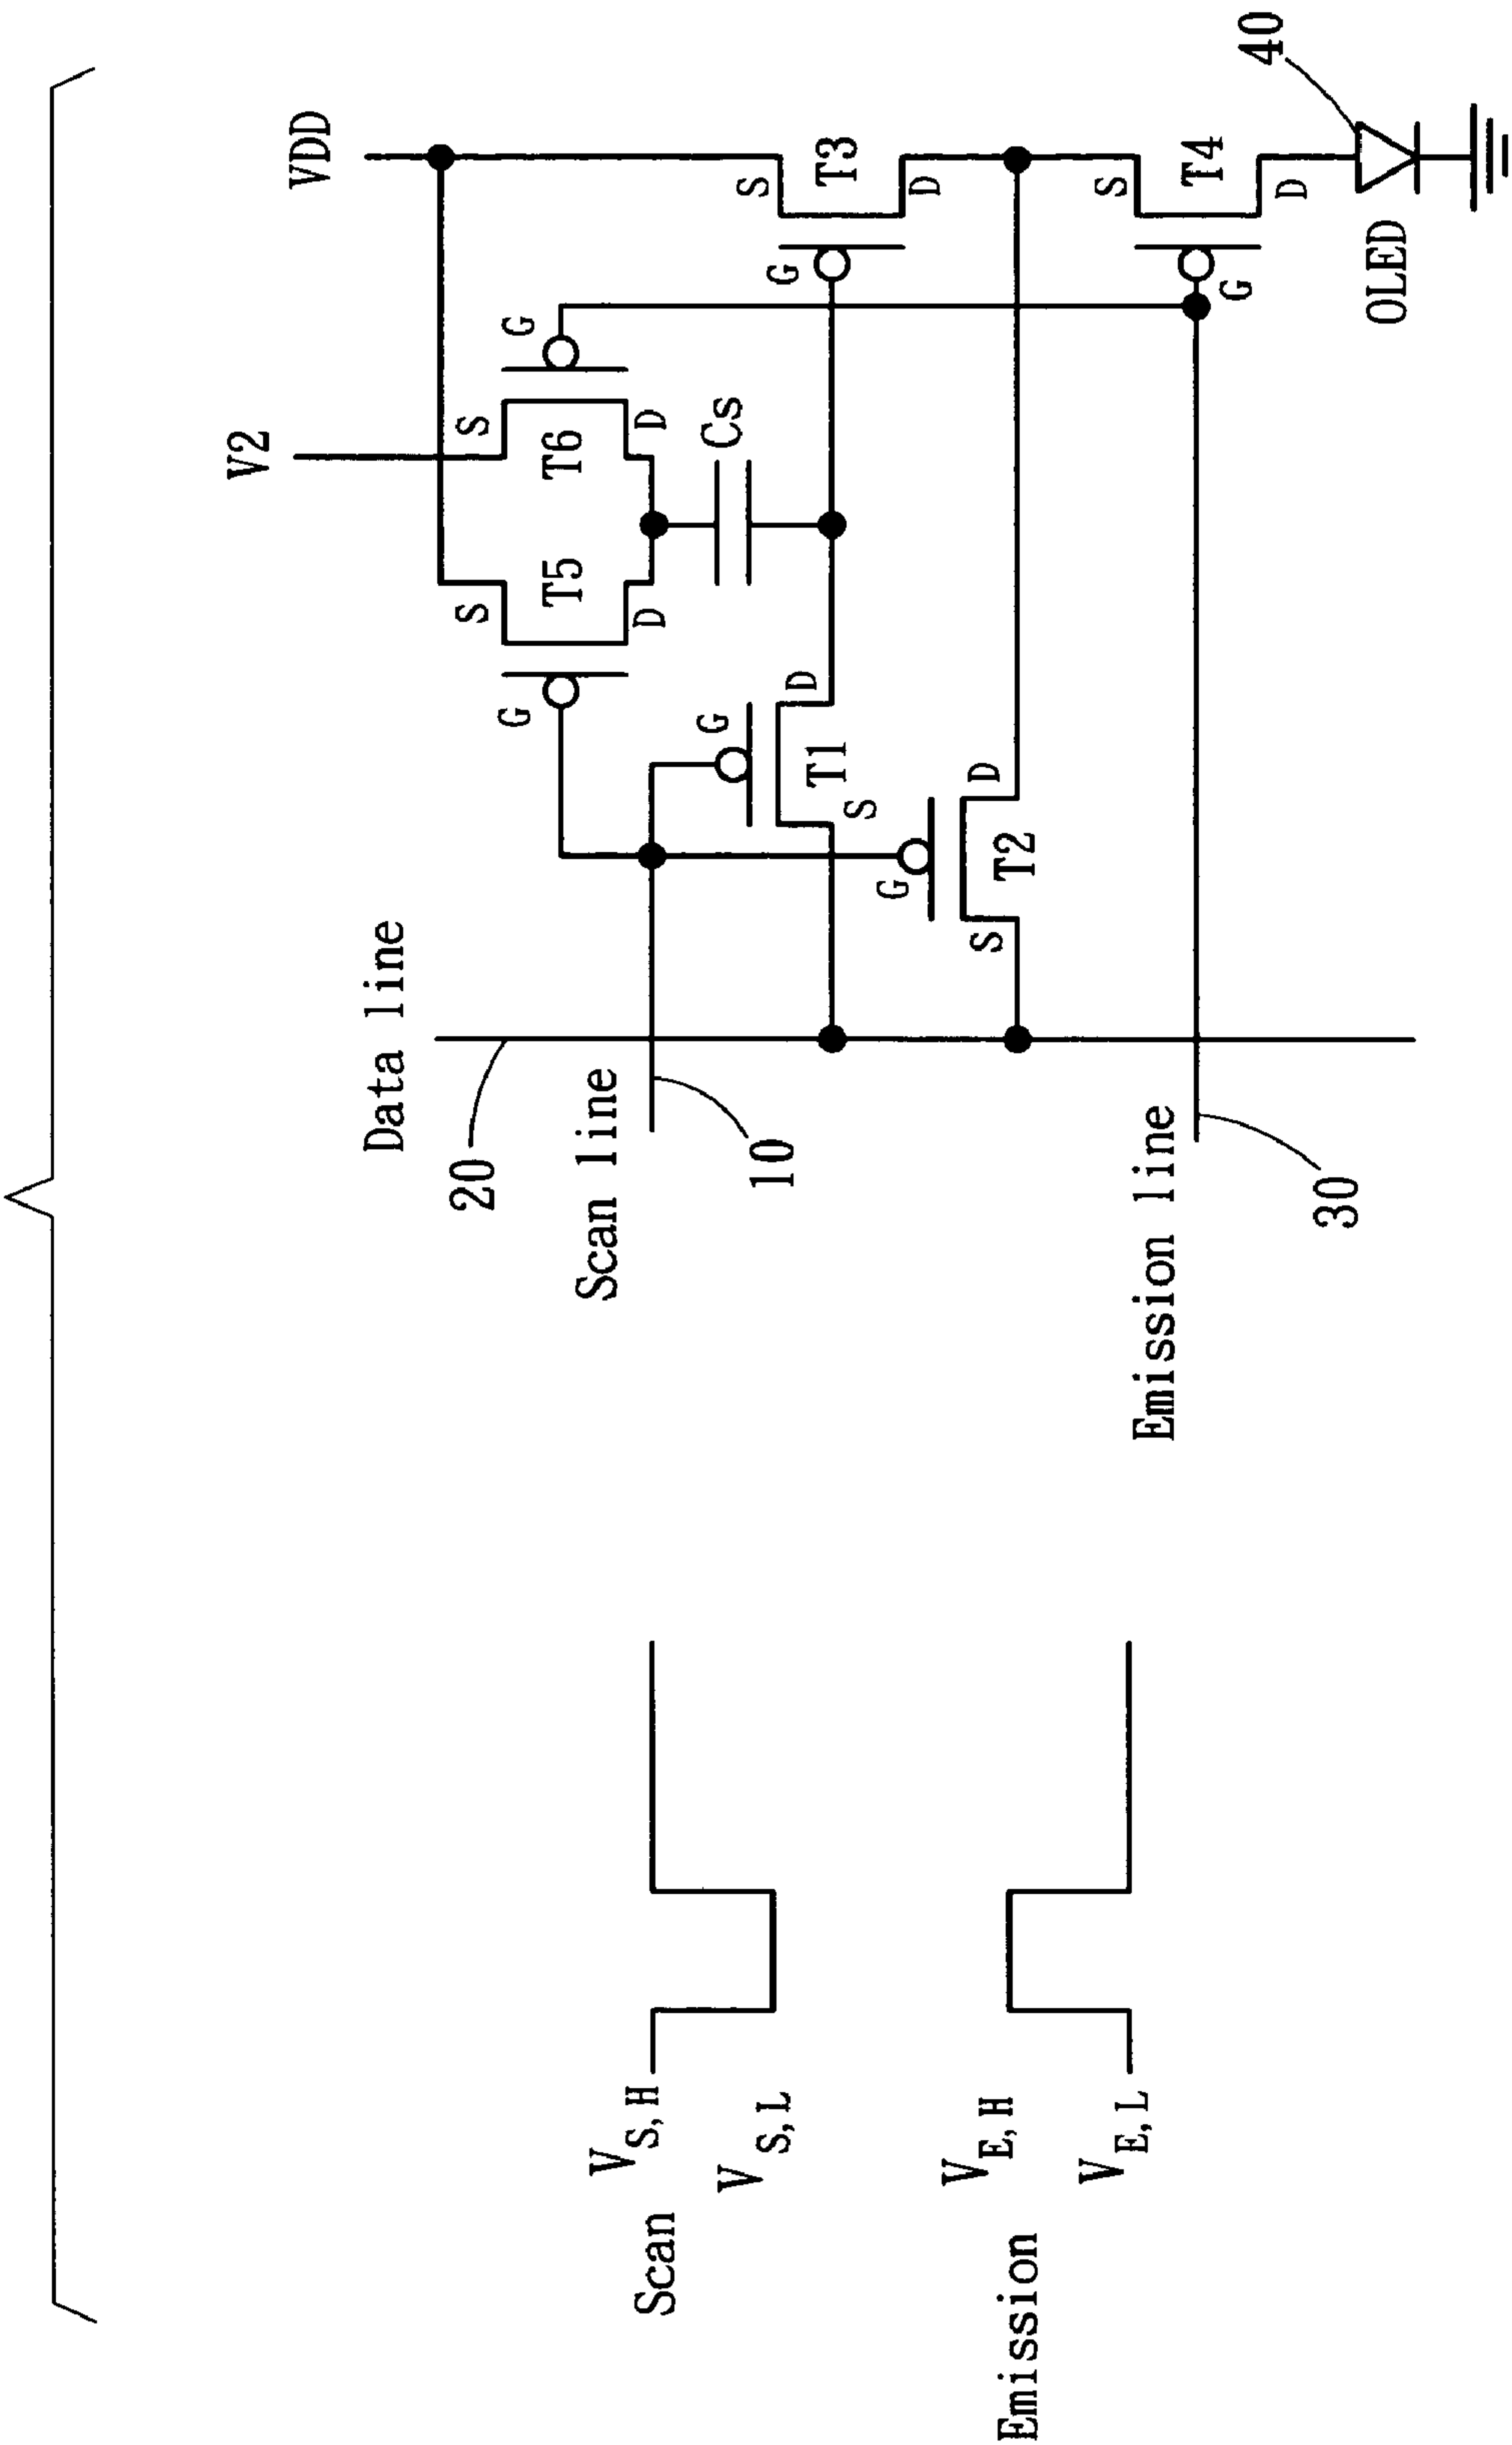 Scan
V S,H
V S,L
Emission
V E,H
V E,L
Data line
20
Scan line
10
Emission line
30
V2
VDD
S
T5
D
G
S
T6
D
G
Cs
G
T1
D
S
G
T2
D
S
S
T3
D
G
S
T4
D
G
OLED
40